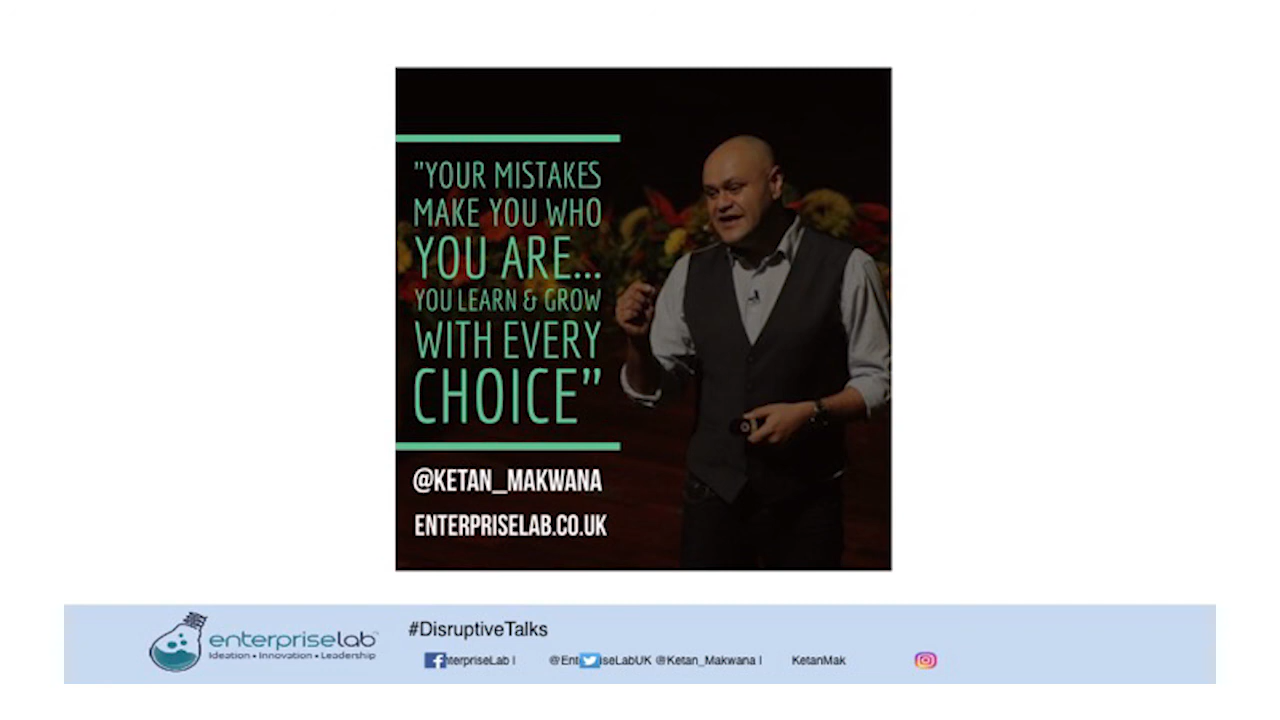 "YOUR MISTAKES
MAKE YOU WHO
YOU ARE...
YOU LEARN & GROW
WITH EVERY
CHOICE”
@KETAN_MAKWANA
ENTERPRISELAB.CO.UK
enterpriselab™
Ideation • Innovation • Leadership
#DisruptiveTalks
@Ketan_Makwana | KetanMak